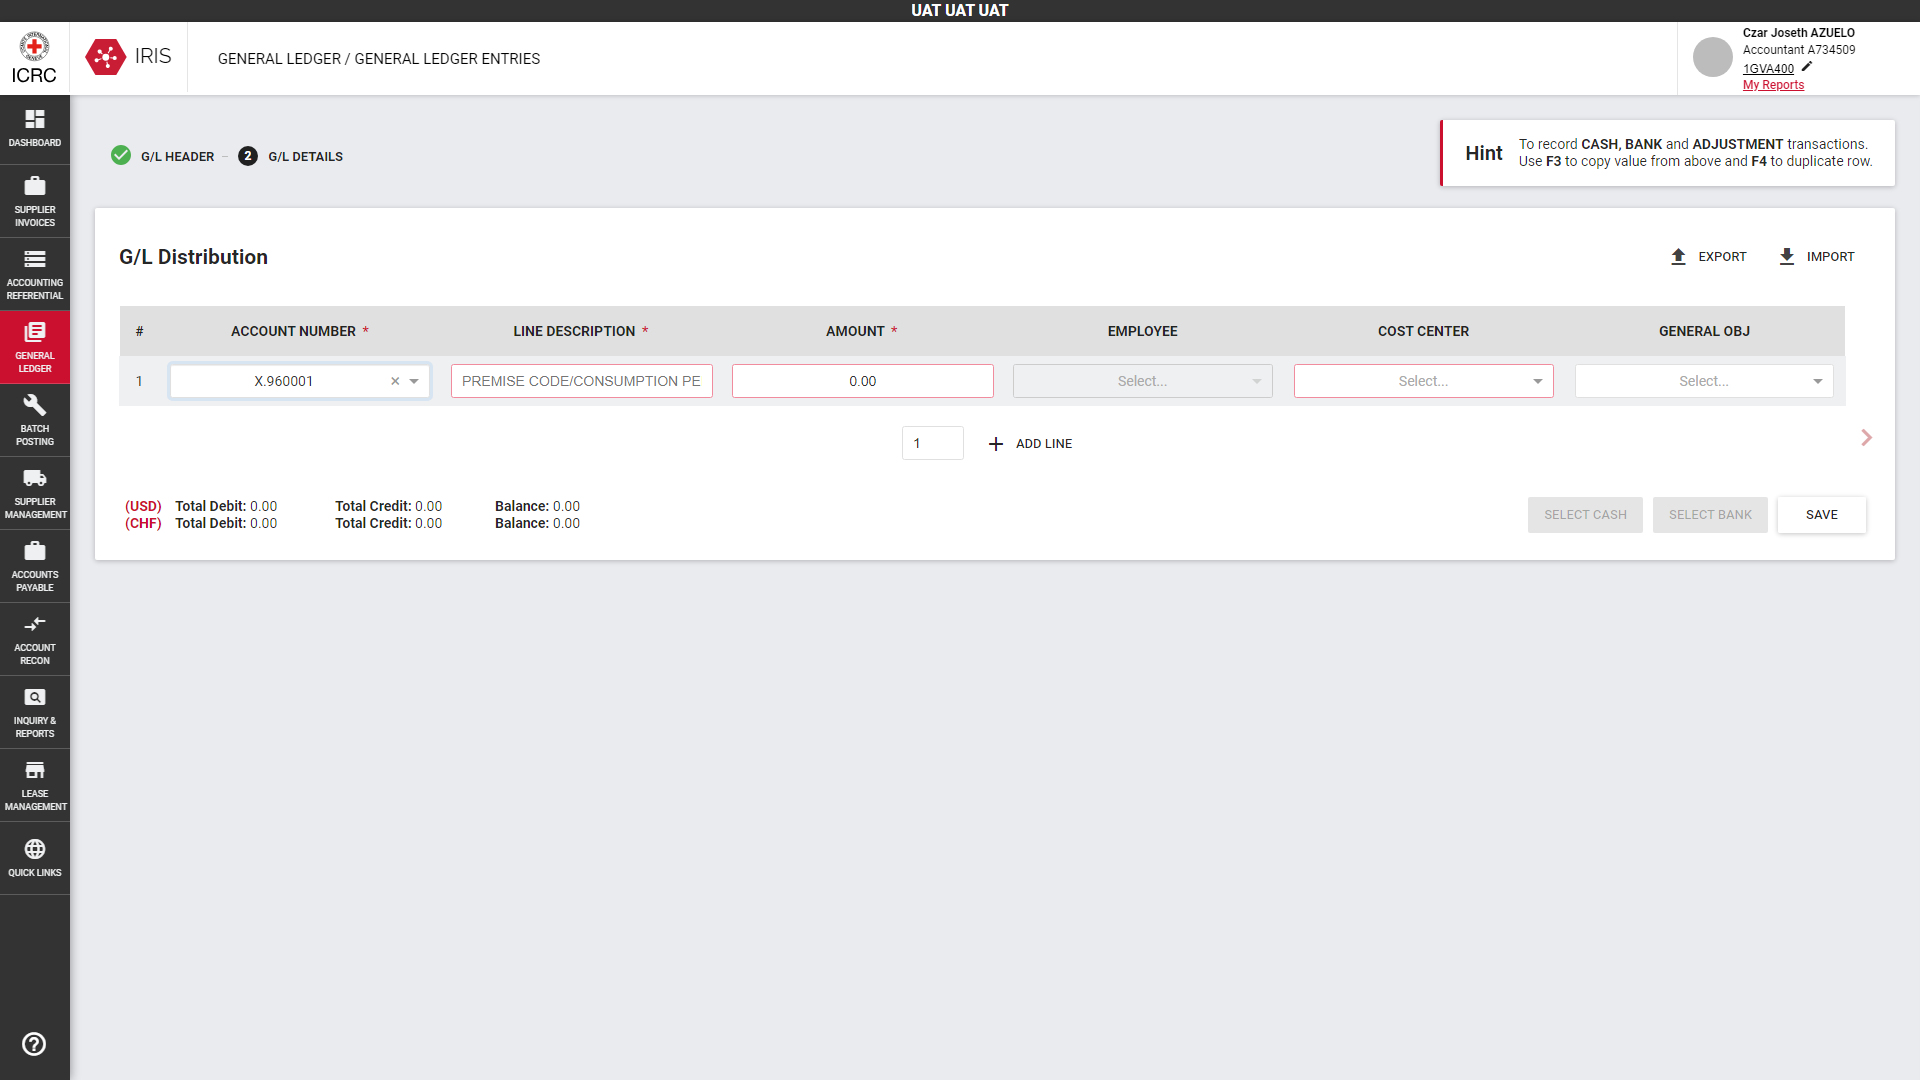 UAT UAT UAT
ICRC
IRIS
GENERAL LEDGER / GENERAL LEDGER ENTRIES
Czar Joseth AZUELO
Accountant A734509
1GVA400
My Reports
DASHBOARD
SUPPLIER
INVOICES
ACCOUNTING
REFERENTIAL
GENERAL
LEDGER
BATCH
POSTING
SUPPLIER
MANAGEMENT
ACCOUNTS
PAYABLE
ACCOUNT
RECON
INQUIRY &
REPORTS
LEASE
MANAGEMENT
QUICK LINKS
G/L HEADER
2 G/L DETAILS
Hint
To record CASH, BANK and ADJUSTMENT transactions.
Use F3 to copy value from above and F4 to duplicate row.
G/L Distribution
EXPORT
IMPORT
# ACCOUNT NUMBER * LINE DESCRIPTION * AMOUNT * EMPLOYEE COST CENTER GENERAL OBJ
1 X.960001 PREMISE CODE/CONSUMPTION PE 0.00 Select... Select... Select...
1 ADD LINE
(USD) Total Debit: 0.00 Total Credit: 0.00 Balance: 0.00
(CHF) Total Debit: 0.00 Total Credit: 0.00 Balance: 0.00
SELECT CASH SELECT BANK SAVE